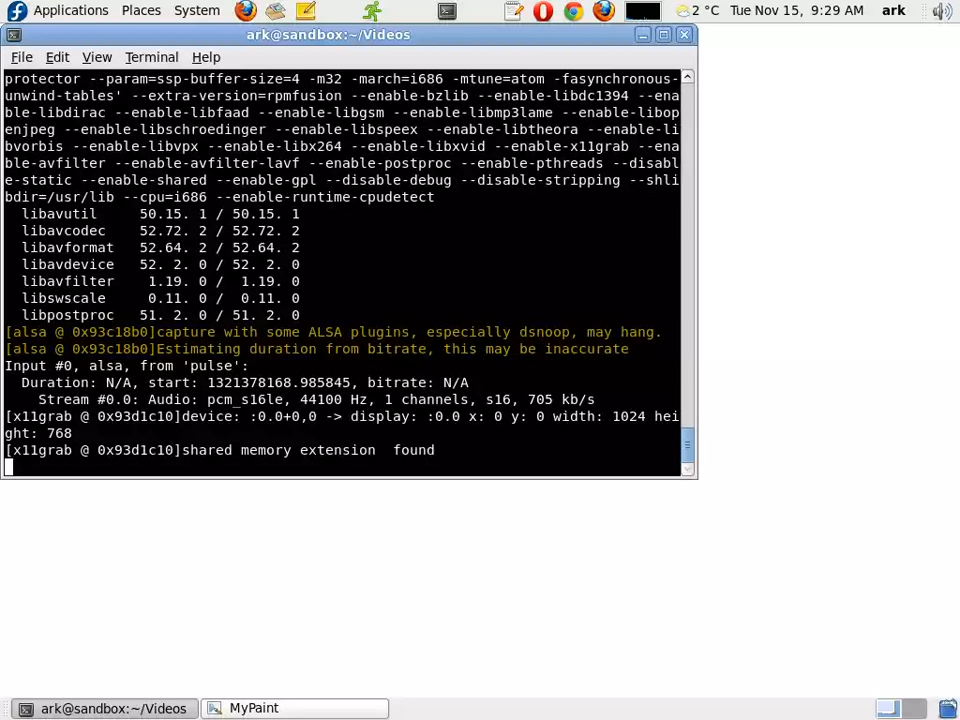 Applications Places System 2 °C Tue Nov 15, 9:29 AM ark
ark@sandbox:~/Videos
File Edit View Terminal Help
protector --param=ssp-buffer-size=4 -m32 -march=i686 -mtune=atom -fasynchronous-
unwind-tables' --extra-version=rpmfusion --enable-bzlib --enable-libdc1394 --ena
ble-libdirac --enable-libfaad --enable-libgsm --enable-libmp3lame --enable-libop
enjpeg --enable-libschroedinger --enable-libspeex --enable-libtheora --enable-li
bvorbis --enable-libvpx --enable-libx264 --enable-libxvid --enable-x11grab --ena
ble-avfilter --enable-avfilter-lavf --enable-postproc --enable-pthreads --disabl
e-static --enable-shared --enable-gpl --disable-debug --disable-stripping --shli
bdir=/usr/lib --cpu=i686 --enable-runtime-cpudetect
libavutil 50.15. 1 / 50.15. 1
libavcodec 52.72. 2 / 52.72. 2
libavformat 52.64. 2 / 52.64. 2
libavdevice 52. 2. 0 / 52. 2. 0
libavfilter 1.19. 0 / 1.19. 0
libswscale 0.11. 0 / 0.11. 0
libpostproc 51. 2. 0 / 51. 2. 0
[alsa @ 0x93c18b0]capture with some ALSA plugins, especially dsnoop, may hang.
[alsa @ 0x93c18b0]Estimating duration from bitrate, this may be inaccurate
Input #0, alsa, from 'pulse':
Duration: N/A, start: 1321378168.985845, bitrate: N/A
Stream #0.0: Audio: pcm_s16le, 44100 Hz, 1 channels, s16, 705 kb/s
[x11grab @ 0x93d1c10]device: :0.0+0,0 -> display: :0.0 x: 0 y: 0 width: 1024 hei
ght: 768
[x11grab @ 0x93d1c10]shared memory extension found
ark@sandbox:~/Videos MyPaint